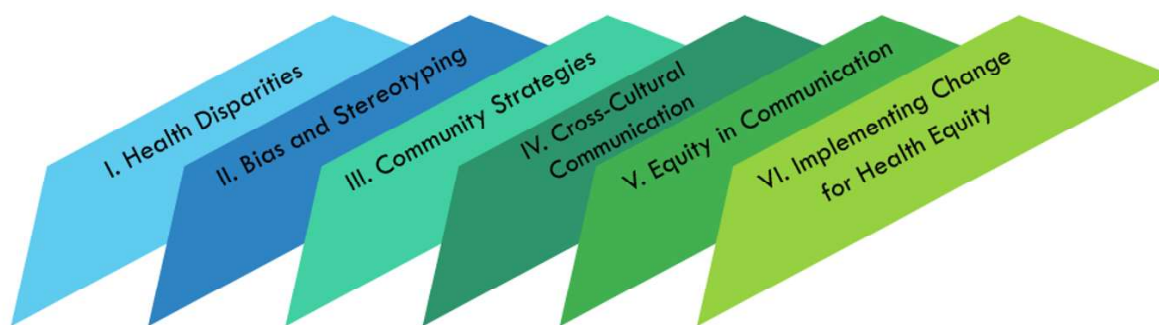 I. Health Disparities
II. Bias and Stereotyping
III. Community Strategies
IV. Cross-Cultural
Communication
V. Equity in Communication
VI. Implementing Change
for Health Equity